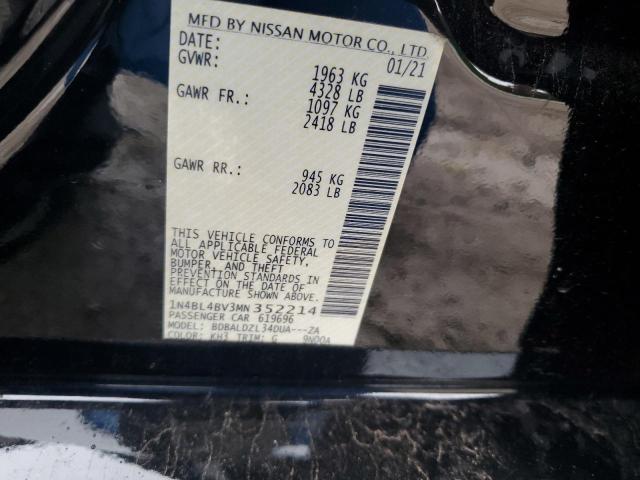 MFD BY NISSAN MOTOR CO., LTD
DATE: 01/21
GVWR: 1963 KG
4328 LB
GAWR FR.: 1097 KG
2418 LB
GAWR RR.: 945 KG
2083 LB
THIS VEHICLE CONFORMS TO
ALL APPLICABLE FEDERAL
MOTOR VEHICLE SAFETY,
BUMPER, AND THEFT
PREVENTION STANDARDS IN
EFFECT ON THE DATE OF
MANUFACTURE SHOWN ABOVE.
1N4BL4BV3MN352214
PASSENGER CAR 619696
MODEL: BDBALDZL34DUA---ZA
COLOR: KH3 TRIM: G 9N00A